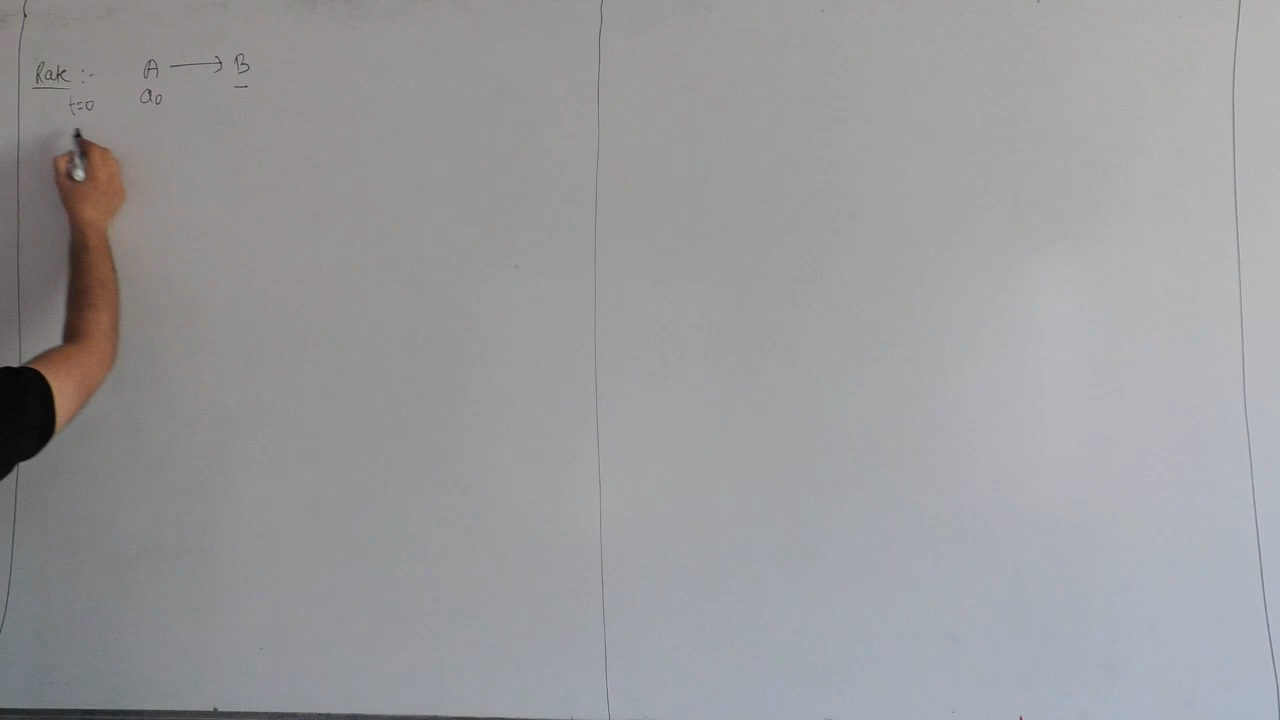 Rate :- A ⟶ B
t=0 a₀ –